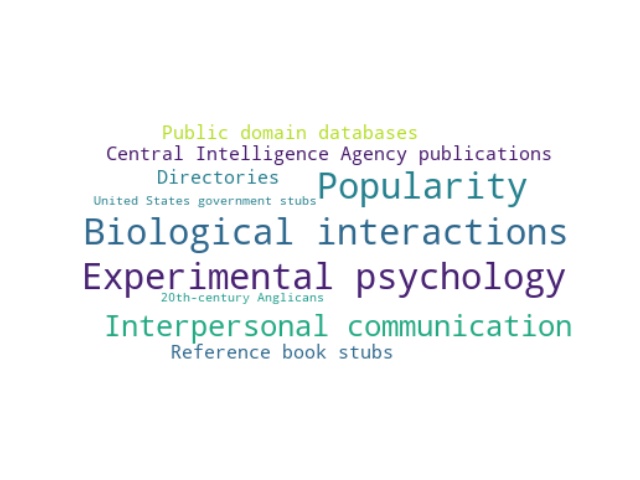 Public domain databases
Central Intelligence Agency publications
Directories
Popularity
United States government stubs
Biological interactions
Experimental psychology
20th-century Anglicans
Interpersonal communication
Reference book stubs